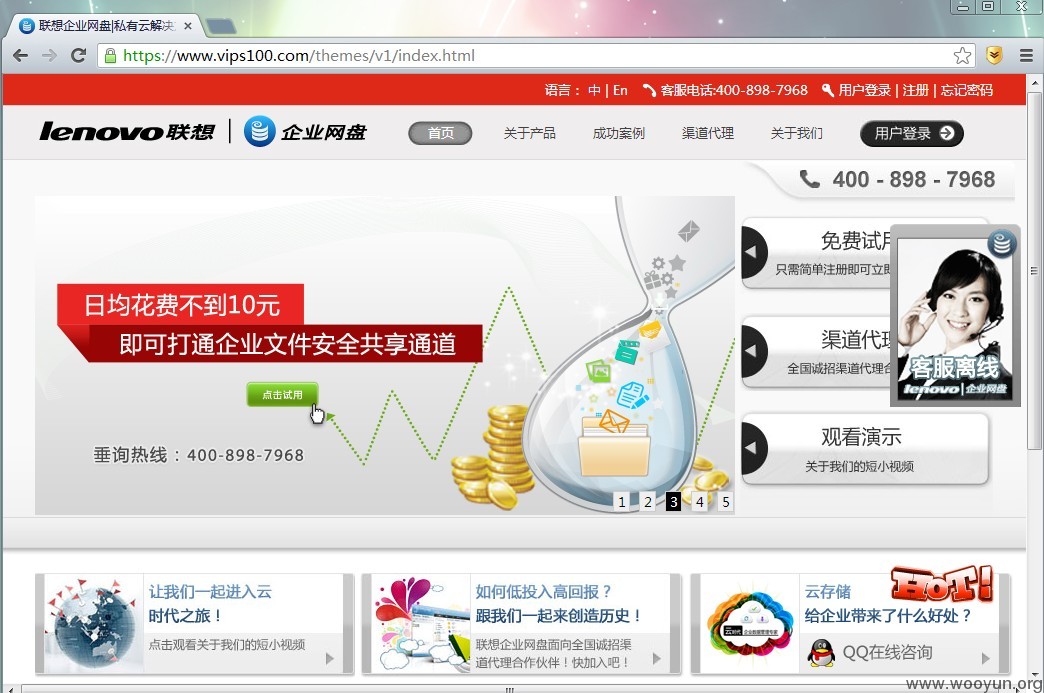 联想企业网盘|私有云解决
https://www.vips100.com/themes/v1/index.html
语言: 中 | En 客服电话:400-898-7968 用户登录 | 注册 | 忘记密码
lenovo联想 企业网盘 首页 关于产品 成功案例 渠道代理 关于我们 用户登录
400 - 898 - 7968
日均花费不到10元
即可打通企业文件安全共享通道
点击试用
垂询热线：400-898-7968
1 2 3 4 5
免费试用
只需简单注册即可立即
渠道代理
全国诚招渠道代理合
观看演示
关于我们的短小视频
客服离线
lenovo 企业网盘
让我们一起进入云
时代之旅！
点击观看关于我们的短小视频
如何低投入高回报？
跟我们一起来创造历史！
联想企业网盘面向全国诚招渠
道代理合作伙伴！快加入吧！
HOT!
云存储
给企业带来了什么好处？
QQ在线咨询
www.wooyun.org